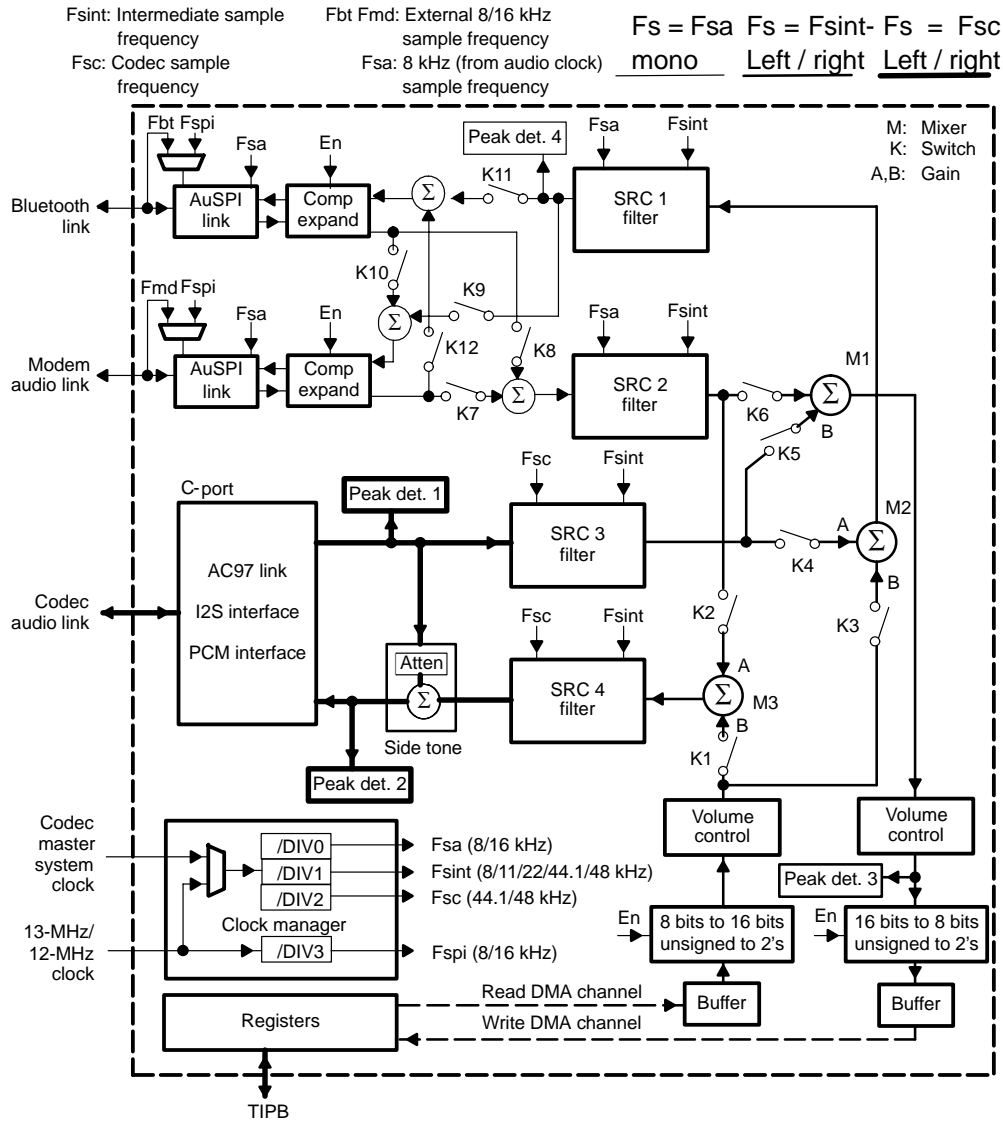 Fsint: Intermediate sample
frequency
Fsc: Codec sample
frequency
Fbt Fmd: External 8/16 kHz
sample frequency
Fsa: 8 kHz (from audio clock)
sample frequency
Fs = Fsa
mono
Fs = Fsint-
Left / right
Fs = Fsc
Left / right
M: Mixer
K: Switch
A,B: Gain
Fbt
Fspi
Fsa
En
Peak det. 4
Fsa
Fsint
K11
Σ
Bluetooth
link
AuSPI
link
Comp
expand
SRC 1
filter
K10
K9
Fmd
Fspi
Fsa
En
Σ
K12
K8
Fsa
Fsint
Modem
audio link
AuSPI
link
Comp
expand
K7
Σ
SRC 2
filter
K6
M1
Σ
B
K5
C-port
Peak det. 1
Fsc
Fsint
M2
SRC 3
filter
K4
A
Σ
B
AC97 link
I2S interface
PCM interface
Codec
audio link
K2
K3
Fsc
Fsint
Atten
Σ
Side tone
SRC 4
filter
A
Σ
M3
B
K1
Peak det. 2
Volume
control
Volume
control
Codec
master
system
clock
/DIV0
/DIV1
/DIV2
Clock manager
/DIV3
Fsa (8/16 kHz)
Fsint (8/11/22/44.1/48 kHz)
Fsc (44.1/48 kHz)
Fspi (8/16 kHz)
13-MHz/
12-MHz
clock
Peak det. 3
En
8 bits to 16 bits
unsigned to 2's
En
16 bits to 8 bits
unsigned to 2's
Read DMA channel
Buffer
Buffer
Registers
Write DMA channel
TIPB